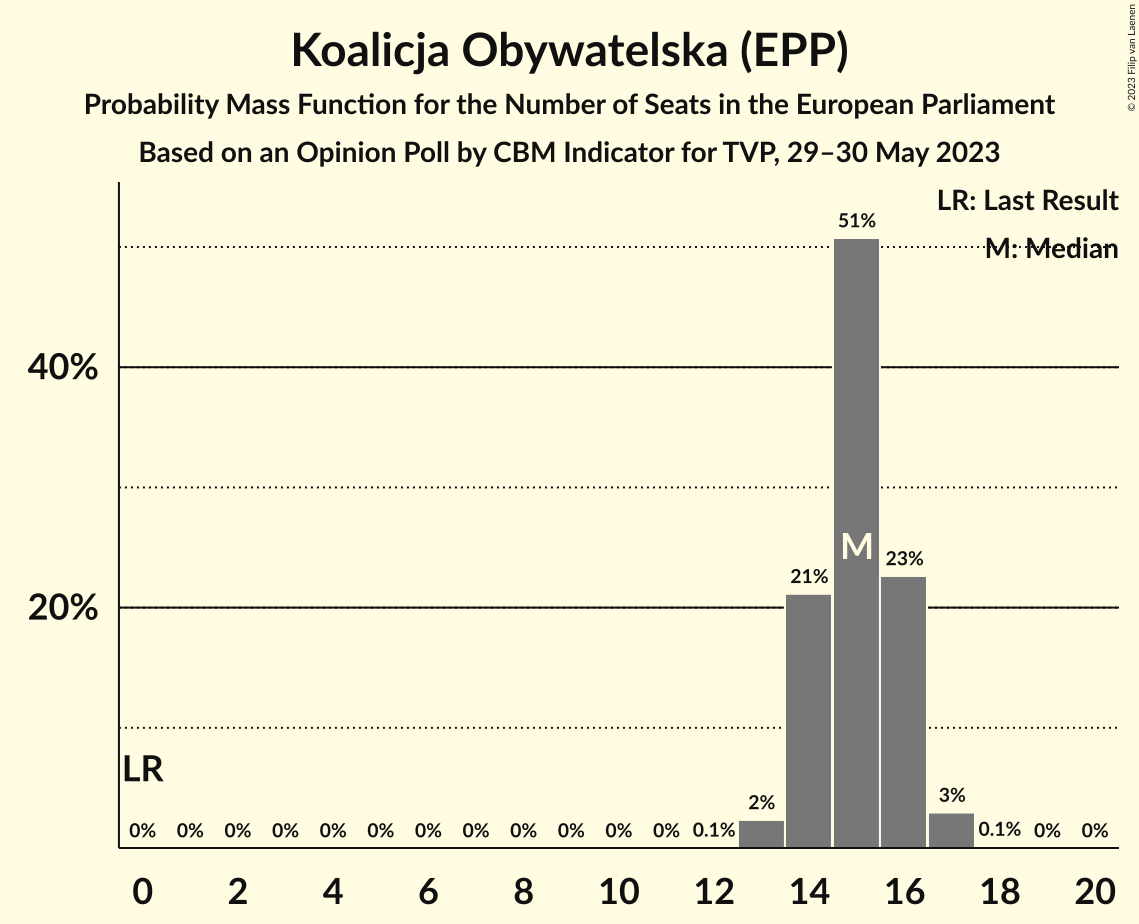 Koalicja Obywatelska (EPP)
Probability Mass Function for the Number of Seats in the European Parliament
Based on an Opinion Poll by CBM Indicator for TVP, 29–30 May 2023
© 2023 Filip van Laenen
LR: Last Result
M: Median
51%
40%
M
23%
21%
20%
LR
2%
3%
0% 0% 0% 0% 0% 0% 0% 0% 0% 0% 0% 0% 0.1% 0.1% 0% 0%
0 2 4 6 8 10 12 14 16 18 20